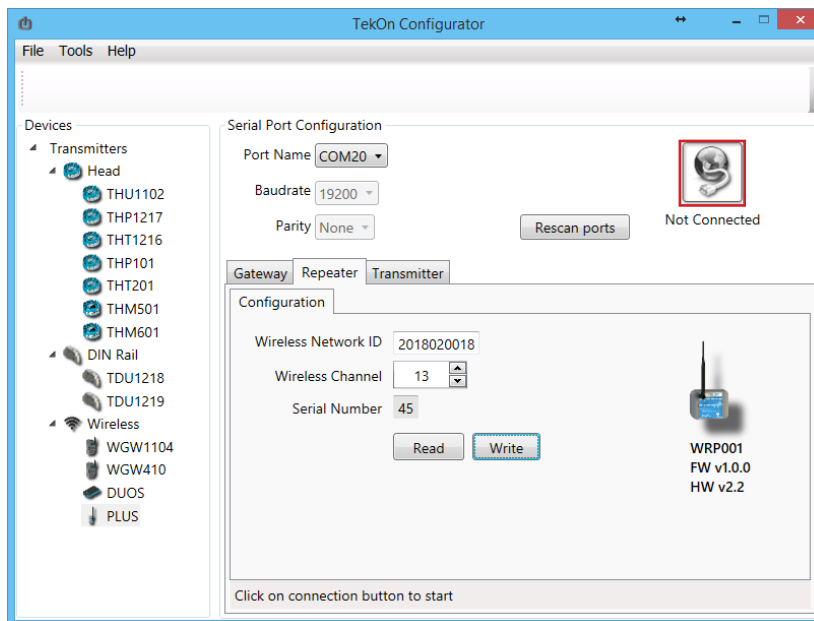 TekOn Configurator
File Tools Help
Devices
Transmitters
Head
THU1102
THP1217
THT1216
THP101
THT201
THM501
THM601
DIN Rail
TDU1218
TDU1219
Wireless
WGW1104
WGW410
DUOS
PLUS
Serial Port Configuration
Port Name COM20
Baudrate 19200
Parity None
Rescan ports
Not Connected
Gateway Repeater Transmitter
Configuration
Wireless Network ID 2018020018
Wireless Channel 13
Serial Number 45
Read Write
WRP001
FW v1.0.0
HW v2.2
Click on connection button to start